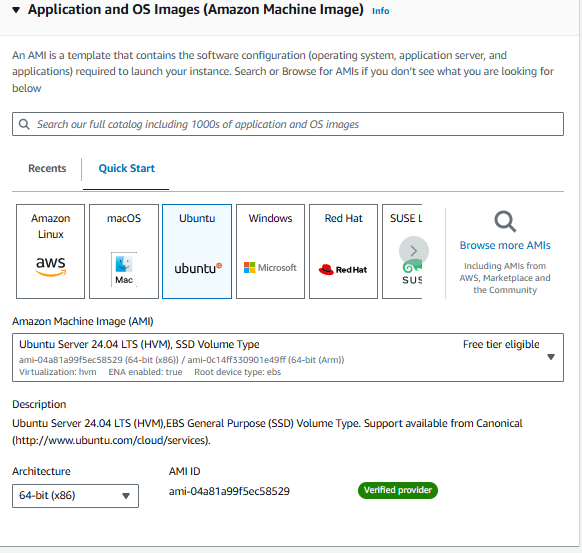 Application and OS Images (Amazon Machine Image) Info
An AMI is a template that contains the software configuration (operating system, application server, and
applications) required to launch your instance. Search or Browse for AMIs if you don't see what you are looking for
below
Search our full catalog including 1000s of application and OS images
Recents
Quick Start
Amazon
Linux
aws
macOS
Mac
Ubuntu
ubuntu
Windows
Microsoft
Red Hat
Red Hat
SUSE L
SUS
Browse more AMIs
Including AMIs from
AWS, Marketplace and
the Community
Amazon Machine Image (AMI)
Ubuntu Server 24.04 LTS (HVM), SSD Volume Type
Free tier eligible
ami-04a81a99f5ec58529 (64-bit (x86)) / ami-0c14ff330901e49ff (64-bit (Arm))
Virtualization: hvm ENA enabled: true Root device type: ebs
Description
Ubuntu Server 24.04 LTS (HVM),EBS General Purpose (SSD) Volume Type. Support available from Canonical
(http://www.ubuntu.com/cloud/services).
Architecture
64-bit (x86)
AMI ID
ami-04a81a99f5ec58529
Verified provider